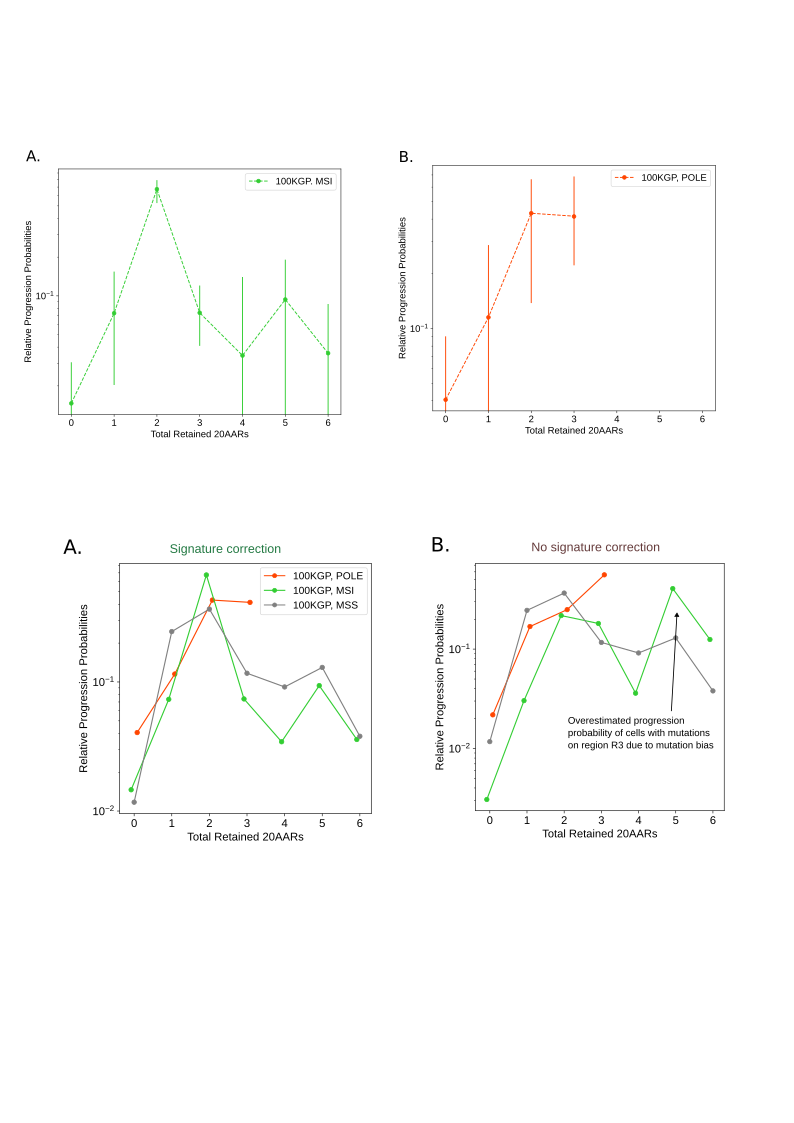 A.
100KGP, MSI
Relative Progression Probabilities
10−1
0 1 2 3 4 5 6
Total Retained 20AARs
B.
100KGP, POLE
Relative Progression Probabilities
10−1
0 1 2 3 4 5 6
Total Retained 20AARs
A.
Signature correction
100KGP, POLE
100KGP, MSI
100KGP, MSS
Relative Progression Probabilities
10−1
10−2
0 1 2 3 4 5 6
Total Retained 20AARs
B.
No signature correction
Relative Progression Probabilities
10−1
10−2
Overestimated progression
probability of cells with mutations
on region R3 due to mutation bias
0 1 2 3 4 5 6
Total Retained 20AARs